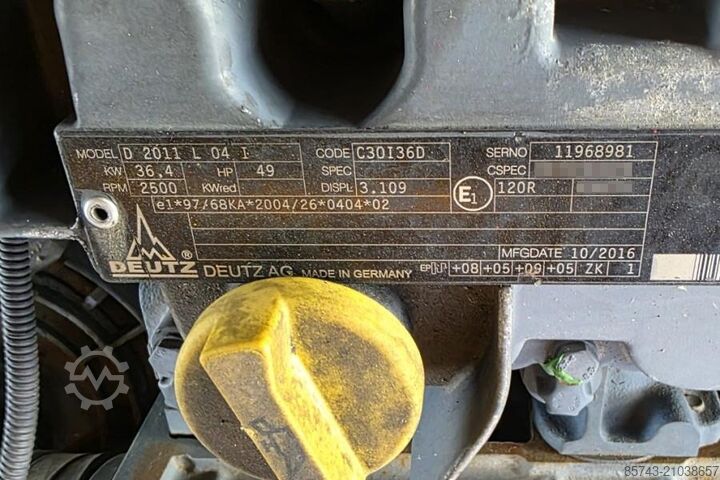 MODEL D 2011 L 04 I CODE C30I36D SERNO 11968981
KW 36,4 HP 49 SPEC CSPEC
RPM 2500 KWred DISPL 3.109 E1 120R
e1*97/68KA*2004/26*0404*02
MFGDATE 10/2016
DEUTZ ® DEUTZ AG MADE IN GERMANY EP +08+05+09+05 ZK 1
85743-21038657